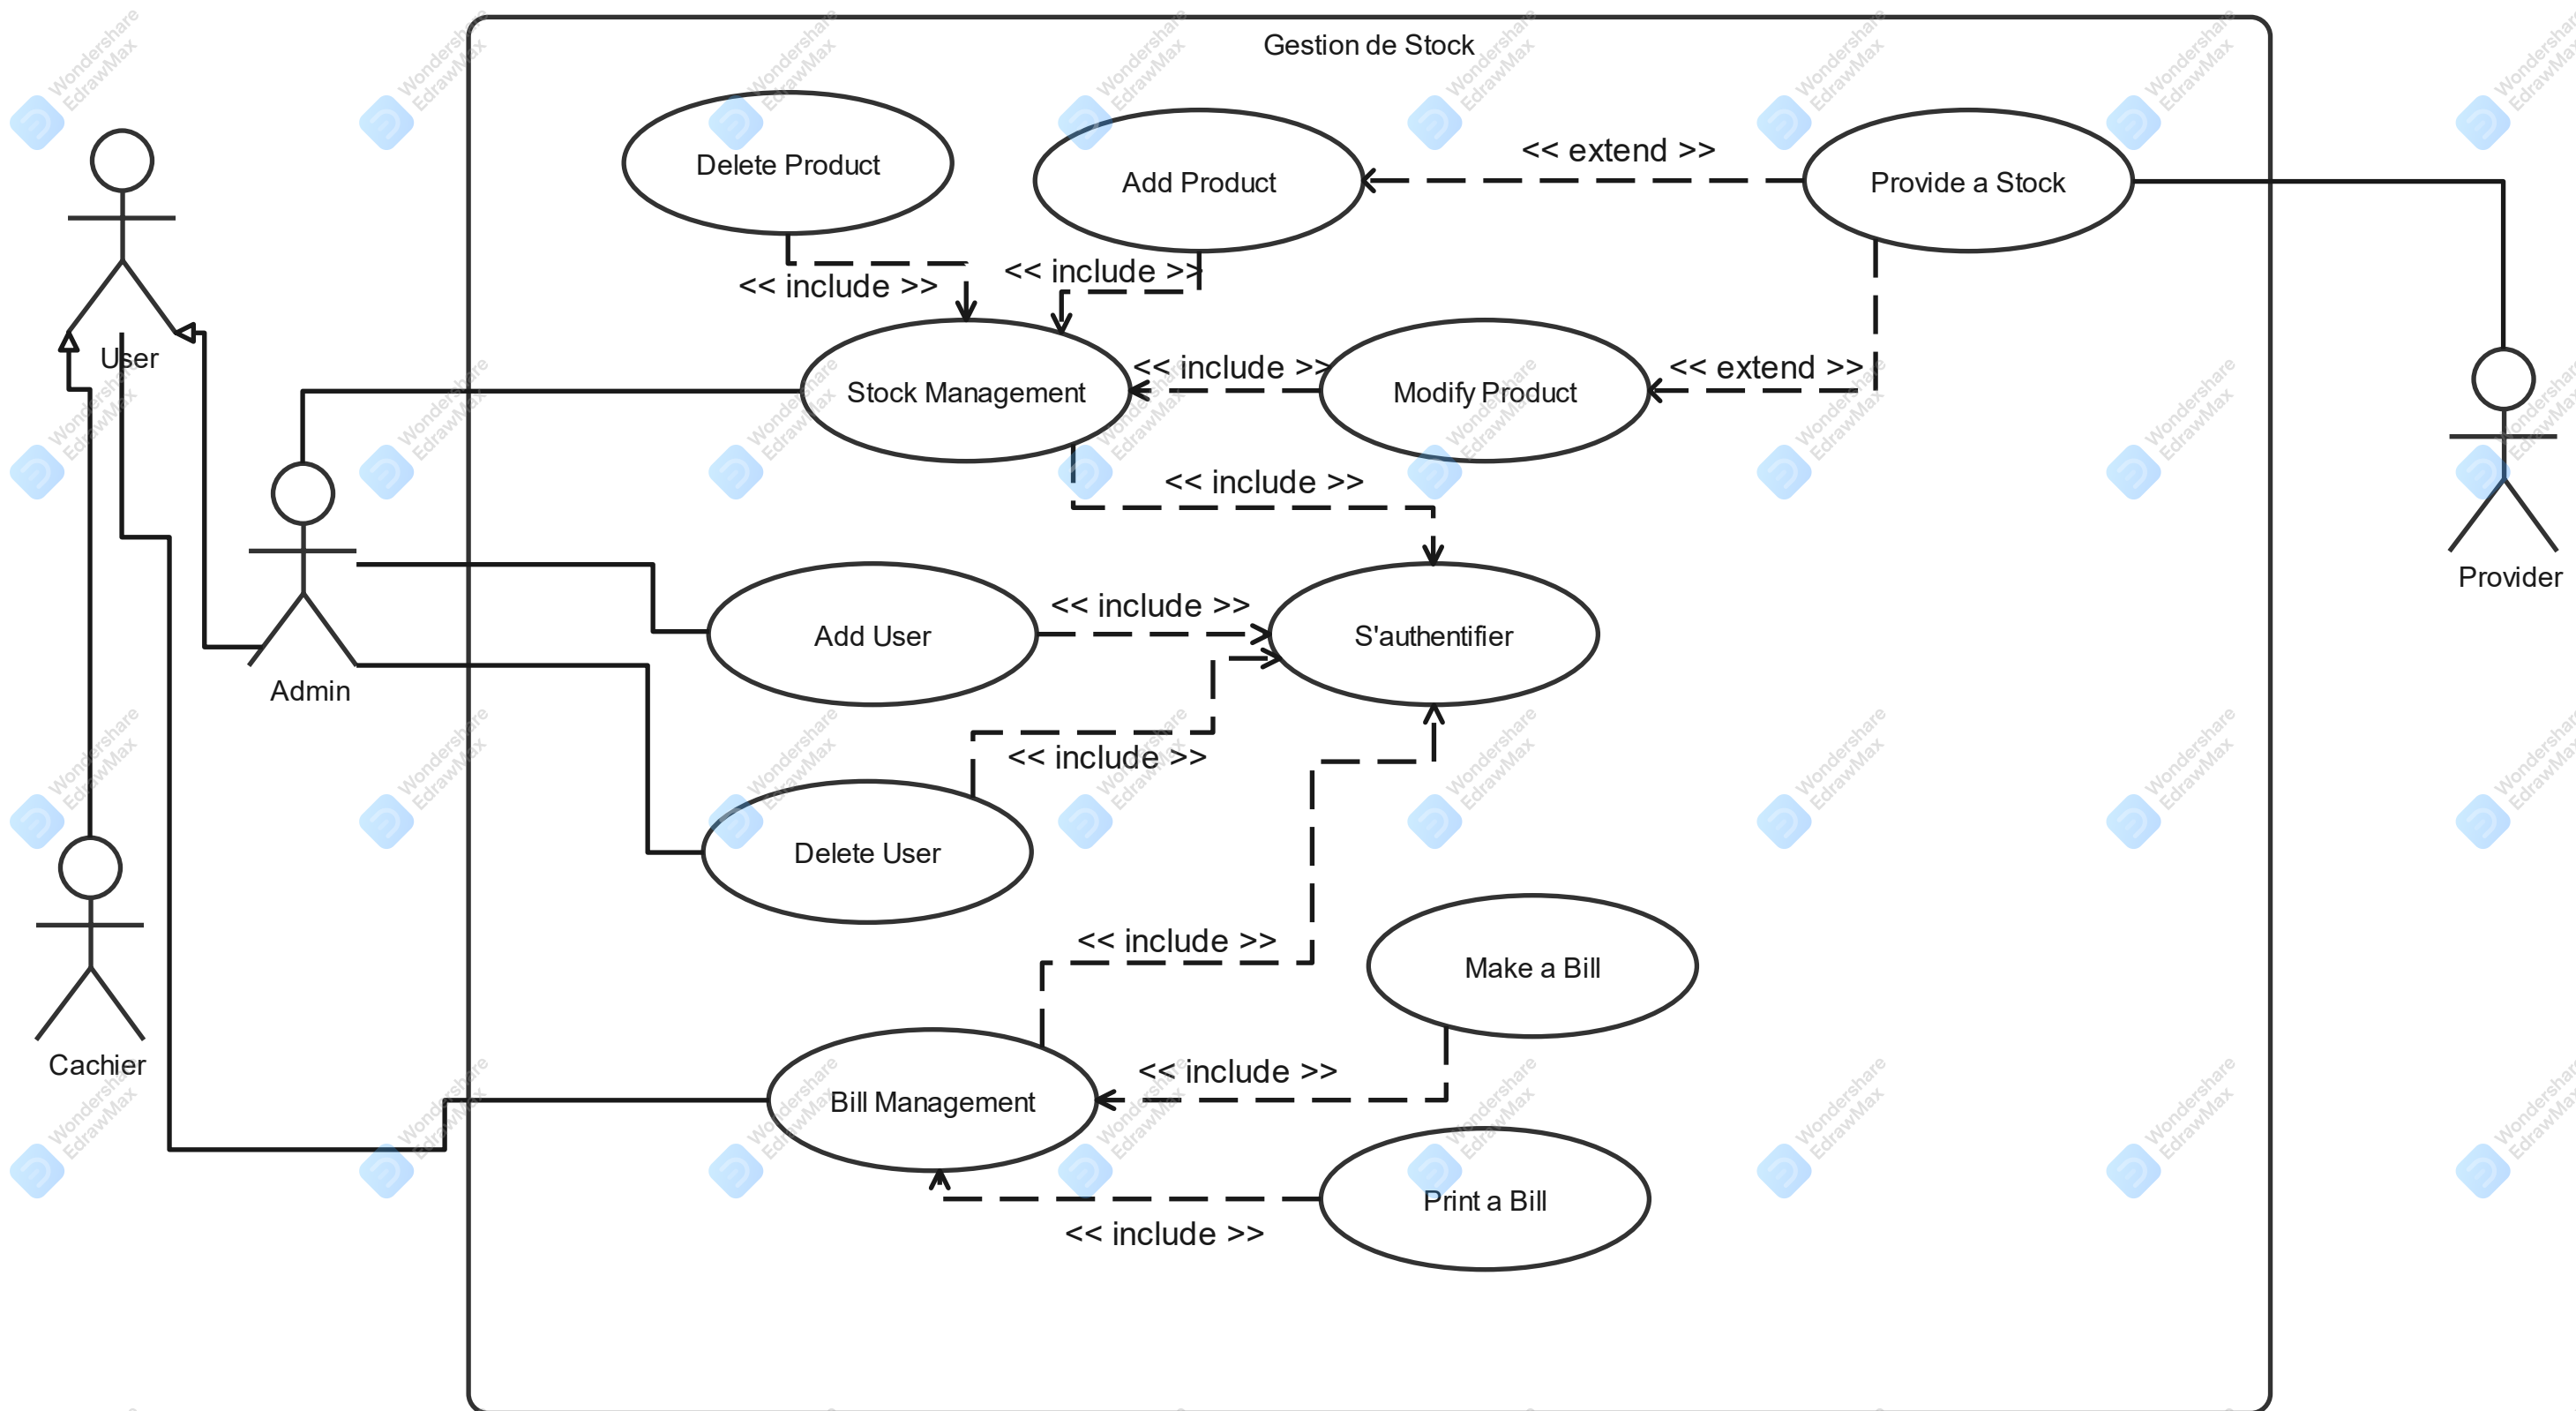 Gestion de Stock
Delete Product
Add Product
<< extend >>
Provide a Stock
<< include >>
<< include >>
User
Stock Management
<< include >>
Modify Product
<< extend >>
<< include >>
Provider
Admin
Add User
<< include >>
S'authentifier
<< include >>
Delete User
<< include >>
Make a Bill
Cachier
Bill Management
<< include >>
Print a Bill
<< include >>
Wondershare
EdrawMax